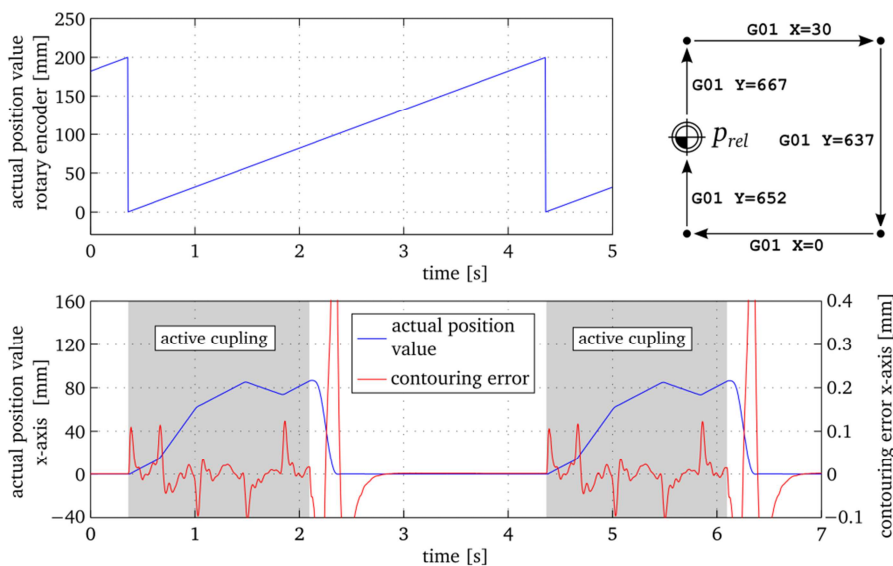 actual position value
rotary encoder [mm]
250
200
150
100
50
0
0
1
2
3
4
5
time [s]
G01 X=30
G01 Y=667
p_rel
G01 Y=637
G01 Y=652
G01 X=0
actual position value
x-axis [mm]
160
120
80
40
0
−40
active cupling
actual position
value
contouring error
active cupling
0.4
0.3
0.2
0.1
0
−0.1
contouring error x-axis [mm]
0
1
2
3
4
5
6
7
time [s]